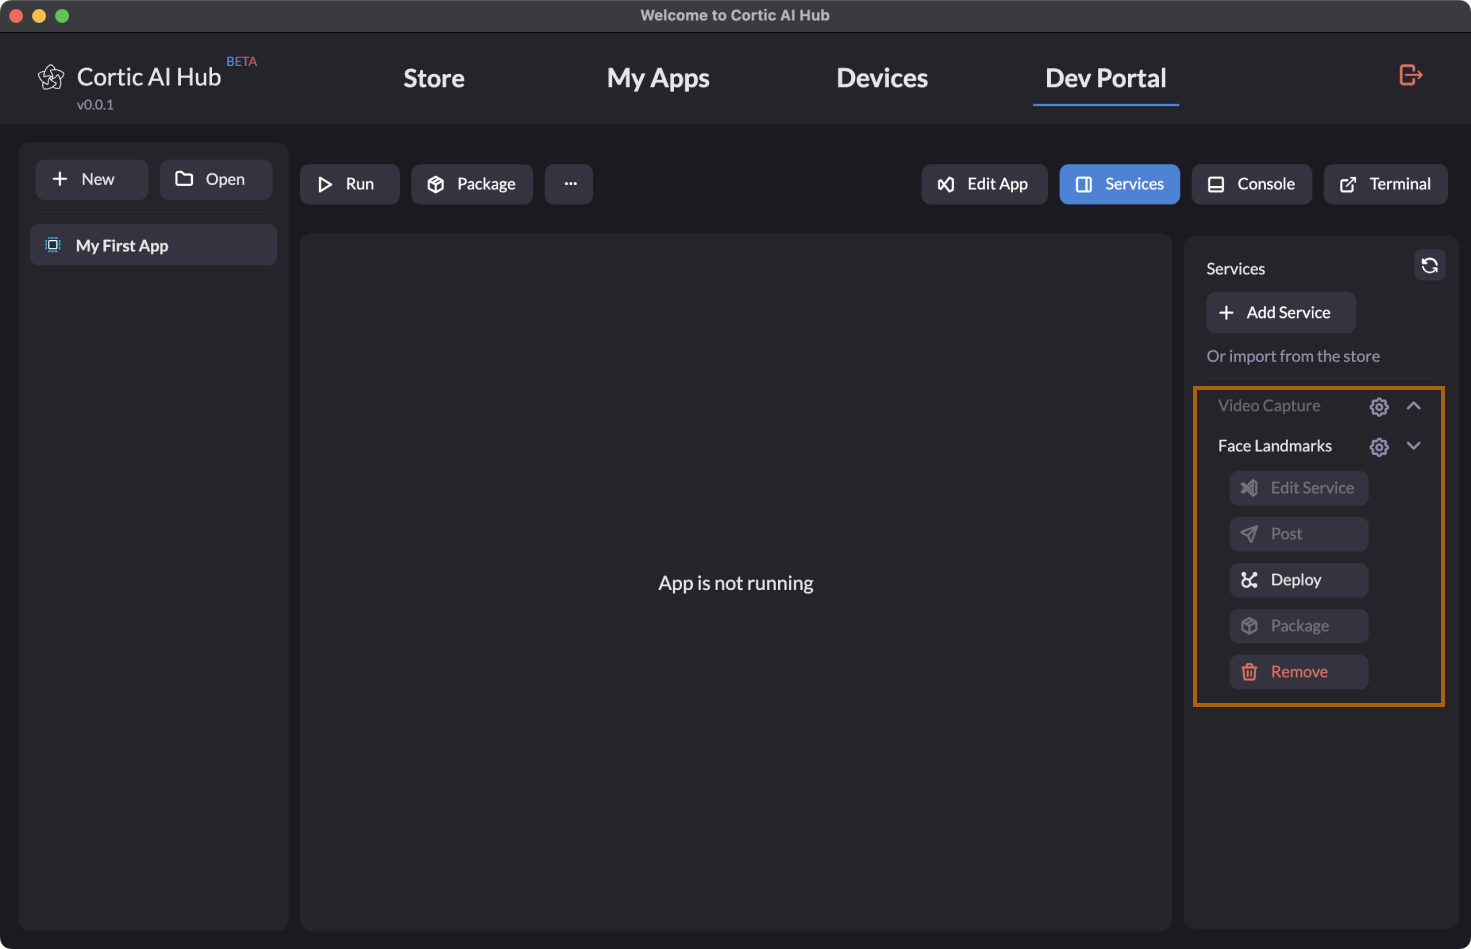 Welcome to Cortic AI Hub
Cortic AI Hub BETA
v0.0.1
Store
My Apps
Devices
Dev Portal
New
Open
My First App
Run
Package
...
Edit App
Services
Console
Terminal
App is not running
Services
Add Service
Or import from the store
Video Capture
Face Landmarks
Edit Service
Post
Deploy
Package
Remove